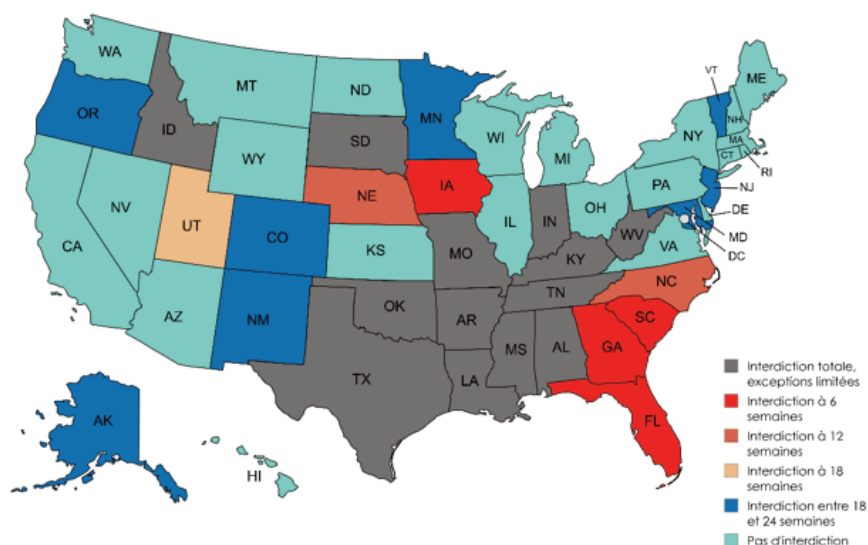 WA
MT
ND
MN
VT
ME
OR
ID
SD
WI
MI
NY
NH
MA
CT
RI
WY
IA
NE
PA
NJ
NV
UT
CO
IL
IN
OH
DE
MD
DC
CA
KS
MO
WV
VA
KY
AZ
NM
OK
AR
TN
NC
SC
MS
AL
GA
TX
LA
FL
AK
HI
Interdiction totale,
exceptions limitées
Interdiction à 6
semaines
Interdiction à 12
semaines
Interdiction à 18
semaines
Interdiction entre 18
et 24 semaines
Pas d'interdiction